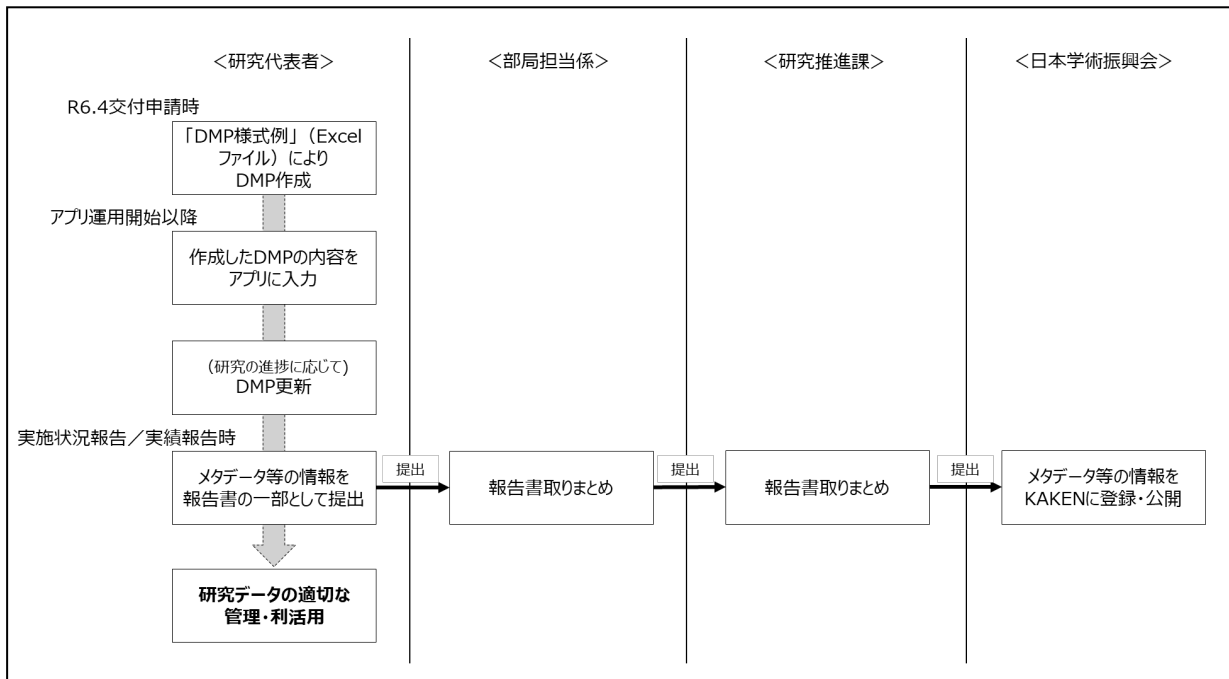 ＜研究代表者＞
＜部局担当係＞
＜研究推進課＞
＜日本学術振興会＞
R6.4交付申請時
「DMP様式例」（Excel
ファイル）により
DMP作成
アプリ運用開始以降
作成したDMPの内容を
アプリに入力
(研究の進捗に応じて)
DMP更新
実施状況報告／実績報告時
メタデータ等の情報を
報告書の一部として提出
提出
報告書取りまとめ
提出
報告書取りまとめ
提出
メタデータ等の情報を
KAKENに登録・公開
研究データの適切な
管理・利活用